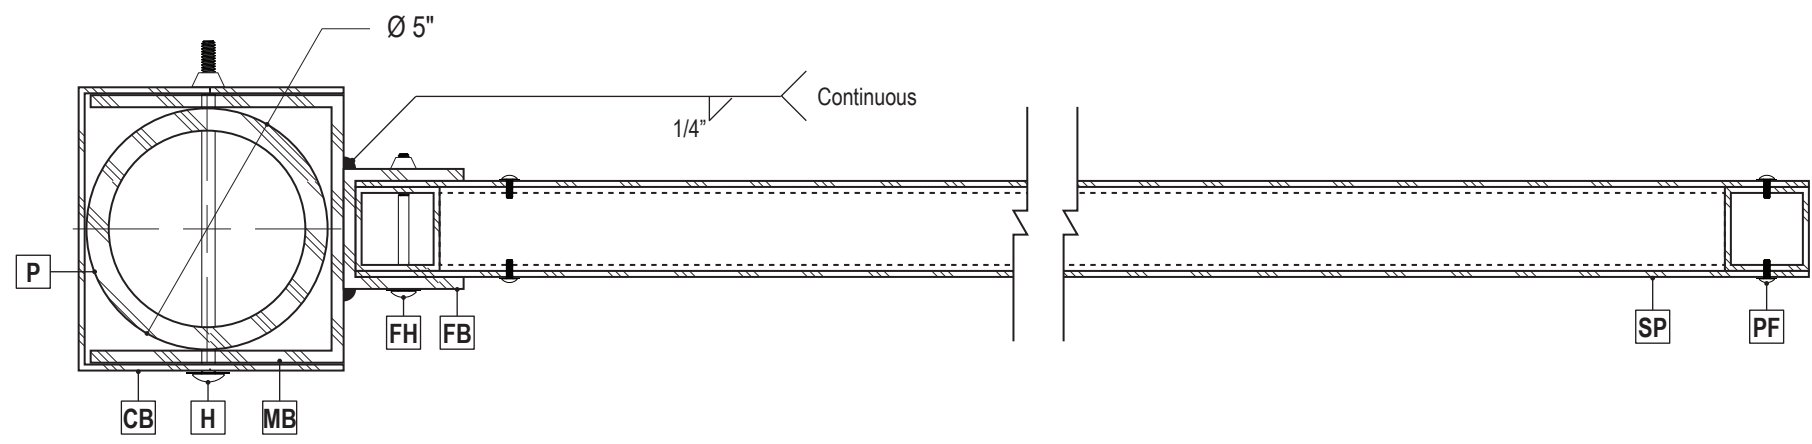 Ø 5"
Continuous
1/4”
P
FH
FB
SP
PF
CB
H
MB